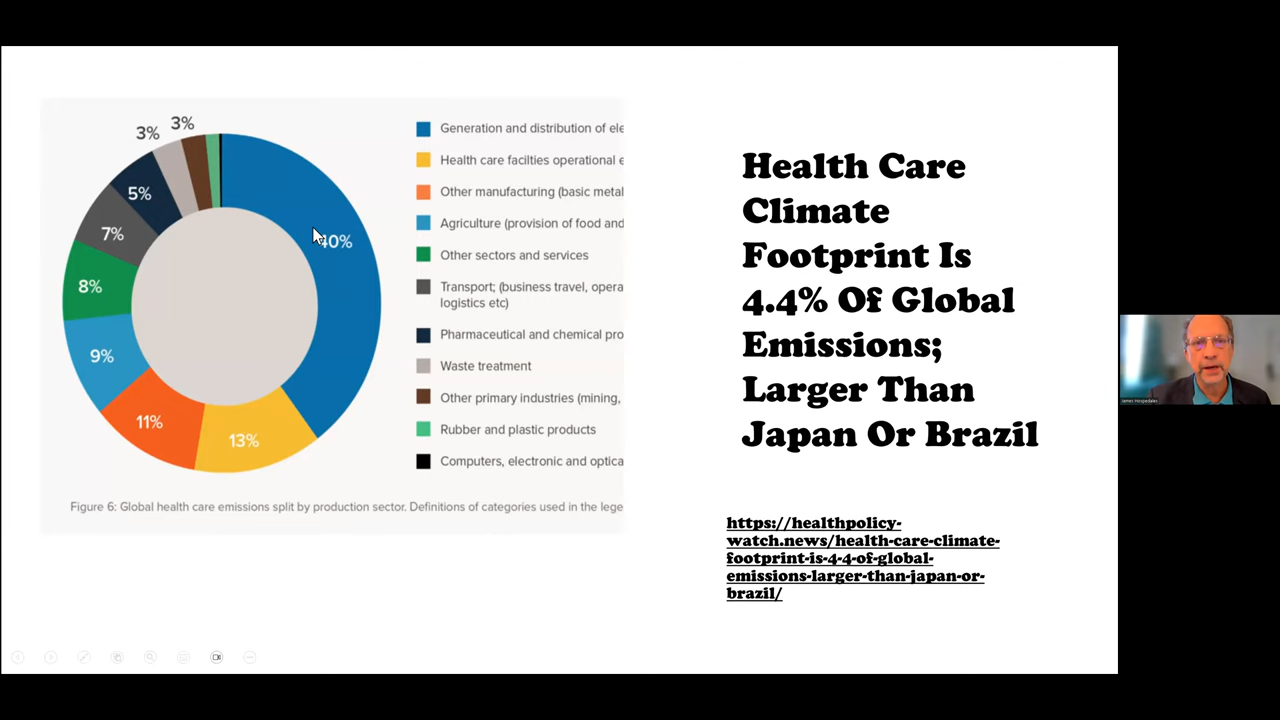 3%
3%
5%
40%
7%
8%
9%
11%
13%
Generation and distribution of ele
Health care facilties operational e
Other manufacturing (basic metal
Agriculture (provision of food and
Other sectors and services
Transport; (business travel, opera
logistics etc)
Pharmaceutical and chemical pro
Waste treatment
Other primary industries (mining,
Rubber and plastic products
Computers, electronic and optica
Figure 6: Global health care emissions split by production sector. Definitions of categories used in the lege
Health Care
Climate
Footprint Is
4.4% Of Global
Emissions;
Larger Than
Japan Or Brazil
https://healthpolicy-
watch.news/health-care-climate-
footprint-is-4-4-of-global-
emissions-larger-than-japan-or-
brazil/
James Hospedales